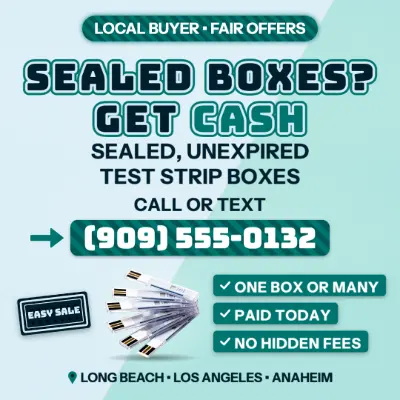 LOCAL BUYER • FAIR OFFERS
SEALED BOXES?
GET CASH
SEALED, UNEXPIRED
TEST STRIP BOXES
CALL OR TEXT
(909) 555-0132
EASY SALE
ONE BOX OR MANY
PAID TODAY
NO HIDDEN FEES
LONG BEACH • LOS ANGELES • ANAHEIM